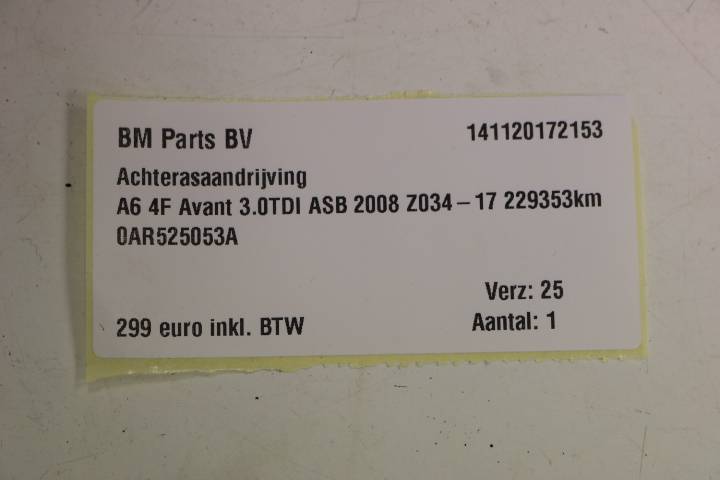 BM Parts BV 141120172153
Achterasaandrijving
A6 4F Avant 3.0TDI ASB 2008 Z034 – 17 229353km
0AR525053A
Verz: 25
299 euro inkl. BTW Aantal: 1